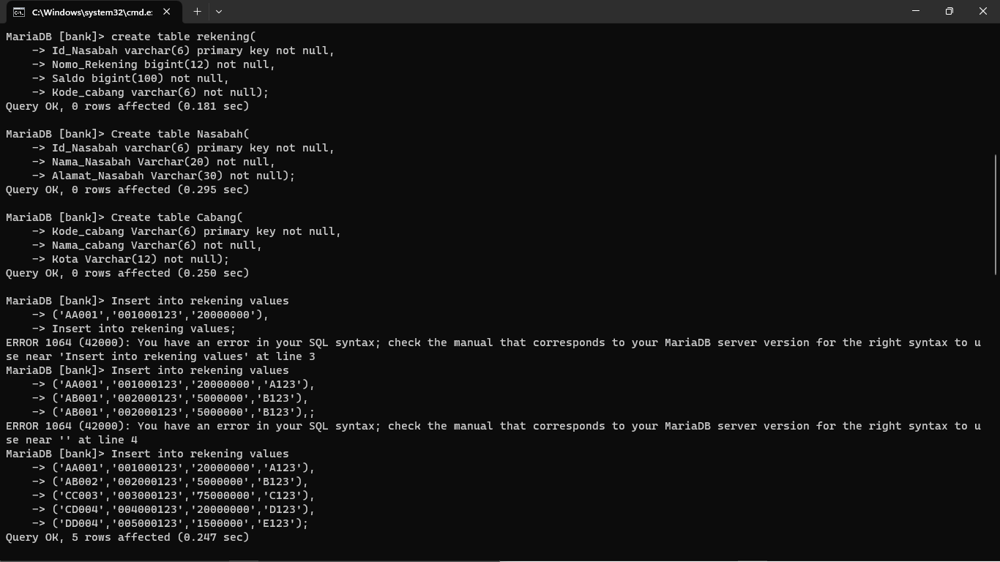 C:\Windows\system32\cmd.e:
MariaDB [bank]> create table rekening(
    -> Id_Nasabah varchar(6) primary key not null,
    -> Nomo_Rekening bigint(12) not null,
    -> Saldo bigint(100) not null,
    -> Kode_cabang varchar(6) not null);
Query OK, 0 rows affected (0.181 sec)
MariaDB [bank]> Create table Nasabah(
    -> Id_Nasabah varchar(6) primary key not null,
    -> Nama_Nasabah Varchar(20) not null,
    -> Alamat_Nasabah Varchar(30) not null);
Query OK, 0 rows affected (0.295 sec)
MariaDB [bank]> Create table Cabang(
    -> Kode_cabang Varchar(6) primary key not null,
    -> Nama_cabang Varchar(6) not null,
    -> Kota Varchar(12) not null);
Query OK, 0 rows affected (0.250 sec)
MariaDB [bank]> Insert into rekening values
    -> ('AA001','001000123','20000000'),
    -> Insert into rekening values;
ERROR 1064 (42000): You have an error in your SQL syntax; check the manual that corresponds to your MariaDB server version for the right syntax to u
se near 'Insert into rekening values' at line 3
MariaDB [bank]> Insert into rekening values
    -> ('AA001','001000123','20000000','A123'),
    -> ('AB001','002000123','5000000','B123'),
    -> ('AB001','002000123','5000000','B123'),;
ERROR 1064 (42000): You have an error in your SQL syntax; check the manual that corresponds to your MariaDB server version for the right syntax to u
se near '' at line 4
MariaDB [bank]> Insert into rekening values
    -> ('AA001','001000123','20000000','A123'),
    -> ('AB002','002000123','5000000','B123'),
    -> ('CC003','003000123','75000000','C123'),
    -> ('CD004','004000123','20000000','D123'),
    -> ('DD004','005000123','1500000','E123');
Query OK, 5 rows affected (0.247 sec)